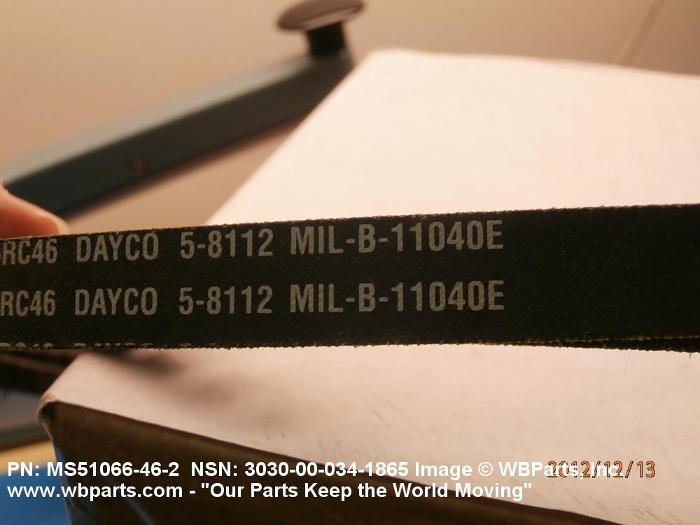 RC46 DAYCO 5-8112 MIL-B-11040E
RC46 DAYCO 5-8112 MIL-B-11040E
PN: MS51066-46-2 NSN: 3030-00-034-1865 Image © WBParts, Inc.
2012/12/13
www.wbparts.com - "Our Parts Keep the World Moving"